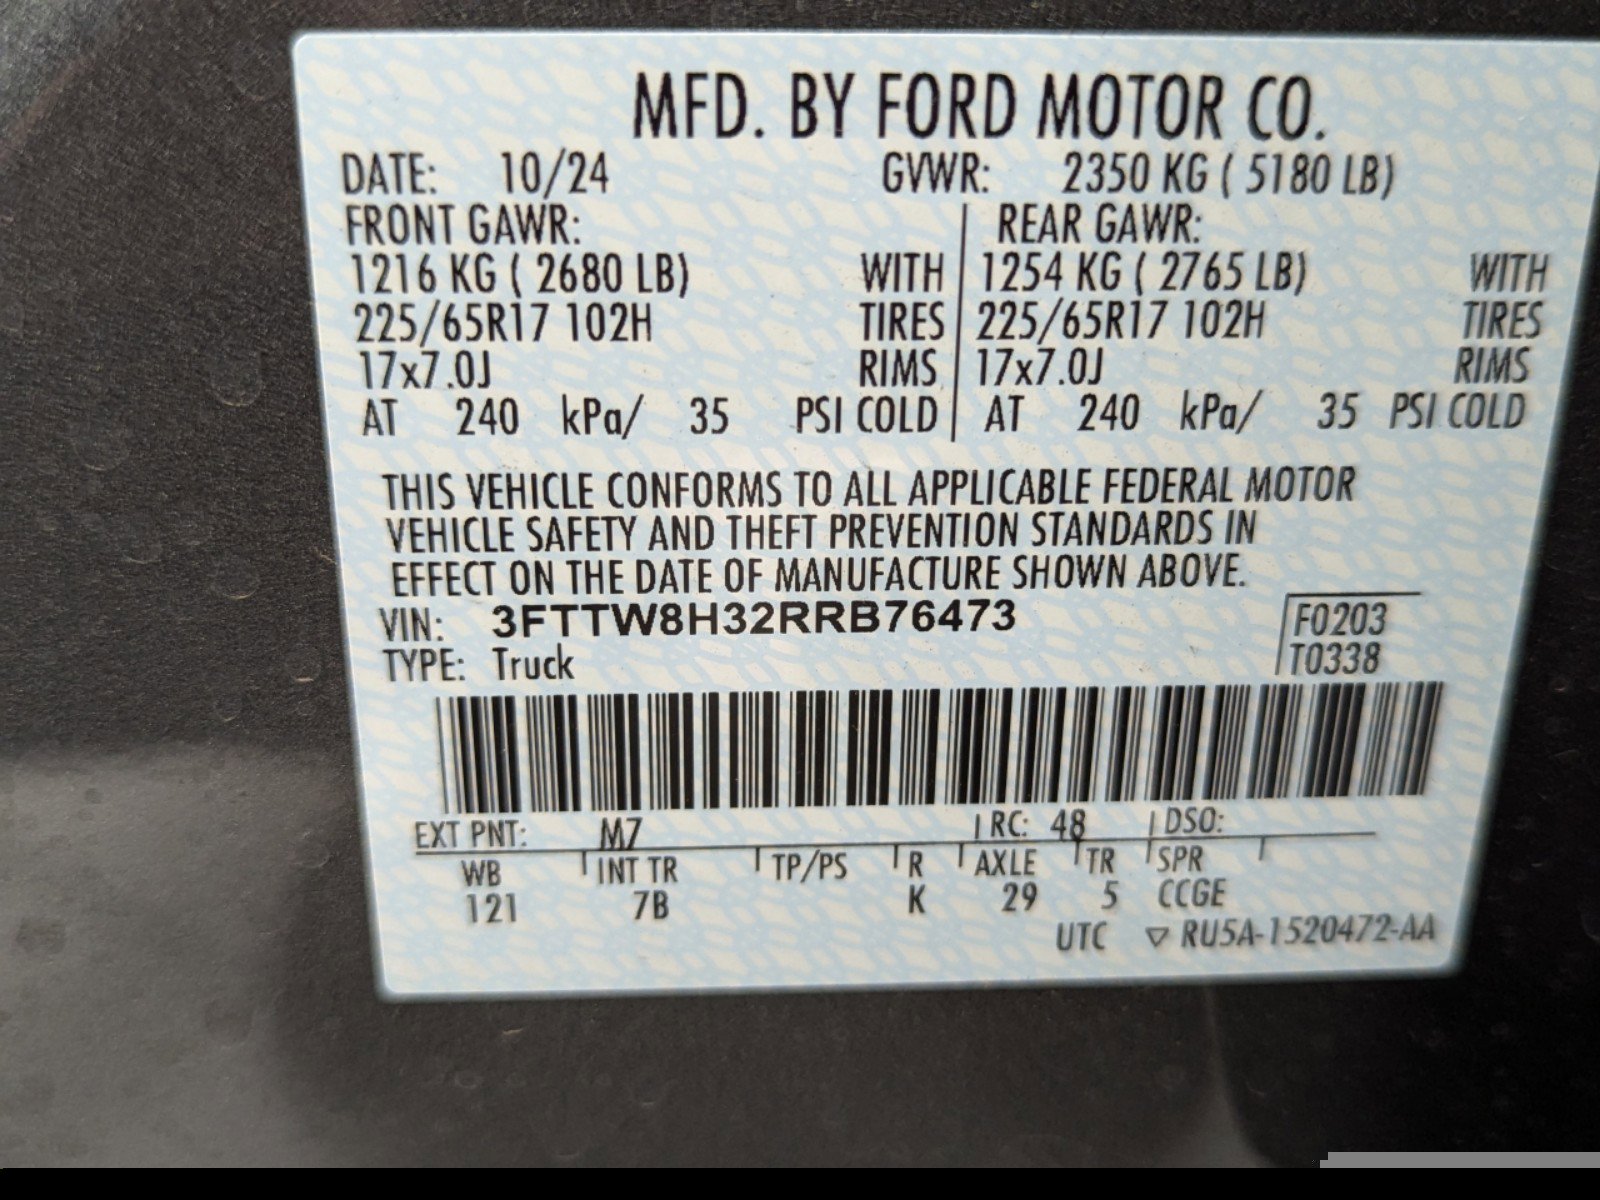 MFD. BY FORD MOTOR CO.
DATE: 10/24 GVWR: 2350 KG ( 5180 LB)
FRONT GAWR: REAR GAWR:
1216 KG ( 2680 LB) WITH 1254 KG ( 2765 LB) WITH
225/65R17 102H TIRES 225/65R17 102H TIRES
17x7.0J RIMS 17x7.0J RIMS
AT 240 kPa/ 35 PSI COLD AT 240 kPa/ 35 PSI COLD
THIS VEHICLE CONFORMS TO ALL APPLICABLE FEDERAL MOTOR
VEHICLE SAFETY AND THEFT PREVENTION STANDARDS IN
EFFECT ON THE DATE OF MANUFACTURE SHOWN ABOVE.
VIN: 3FTTW8H32RRB76473 F0203
TYPE: Truck T0338
EXT PNT: M7 RC: 48 DSO:
WB INT TR TP/PS R AXLE TR SPR
121 7B K 29 5 CCGE
UTC ▽ RU5A-1520472-AA